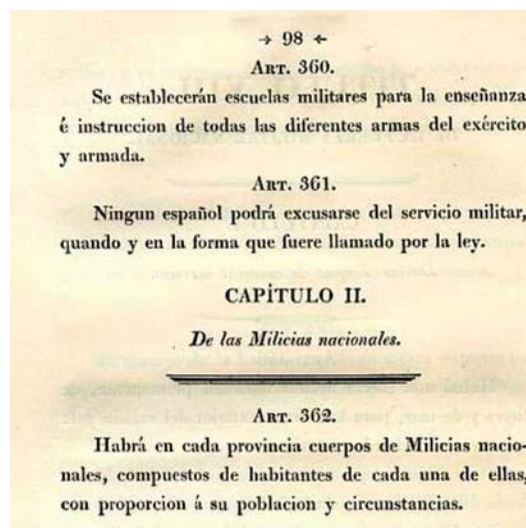 → 98 ←
ART. 360.
Se establecerán escuelas militares para la enseñanza
é instruccion de todas las diferentes armas del exército
y armada.
ART. 361.
Ningun español podrá excusarse del servicio militar,
quando y en la forma que fuere llamado por la ley.
CAPÍTULO II.
De las Milicias nacionales.
ART. 362.
Habrá en cada provincia cuerpos de Milicias nacio-
nales, compuestos de habitantes de cada una de ellas,
con proporcion á su poblacion y circunstancias.